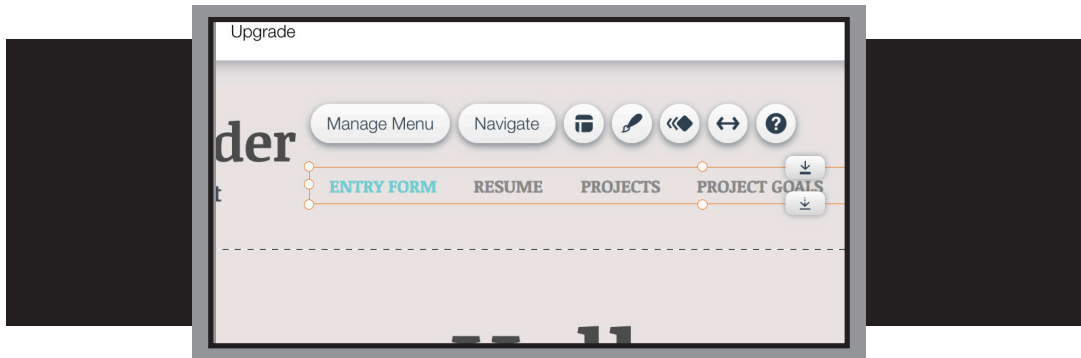 Upgrade
Manage Menu Navigate
der
ENTRY FORM RESUME PROJECTS PROJECT GOALS
t